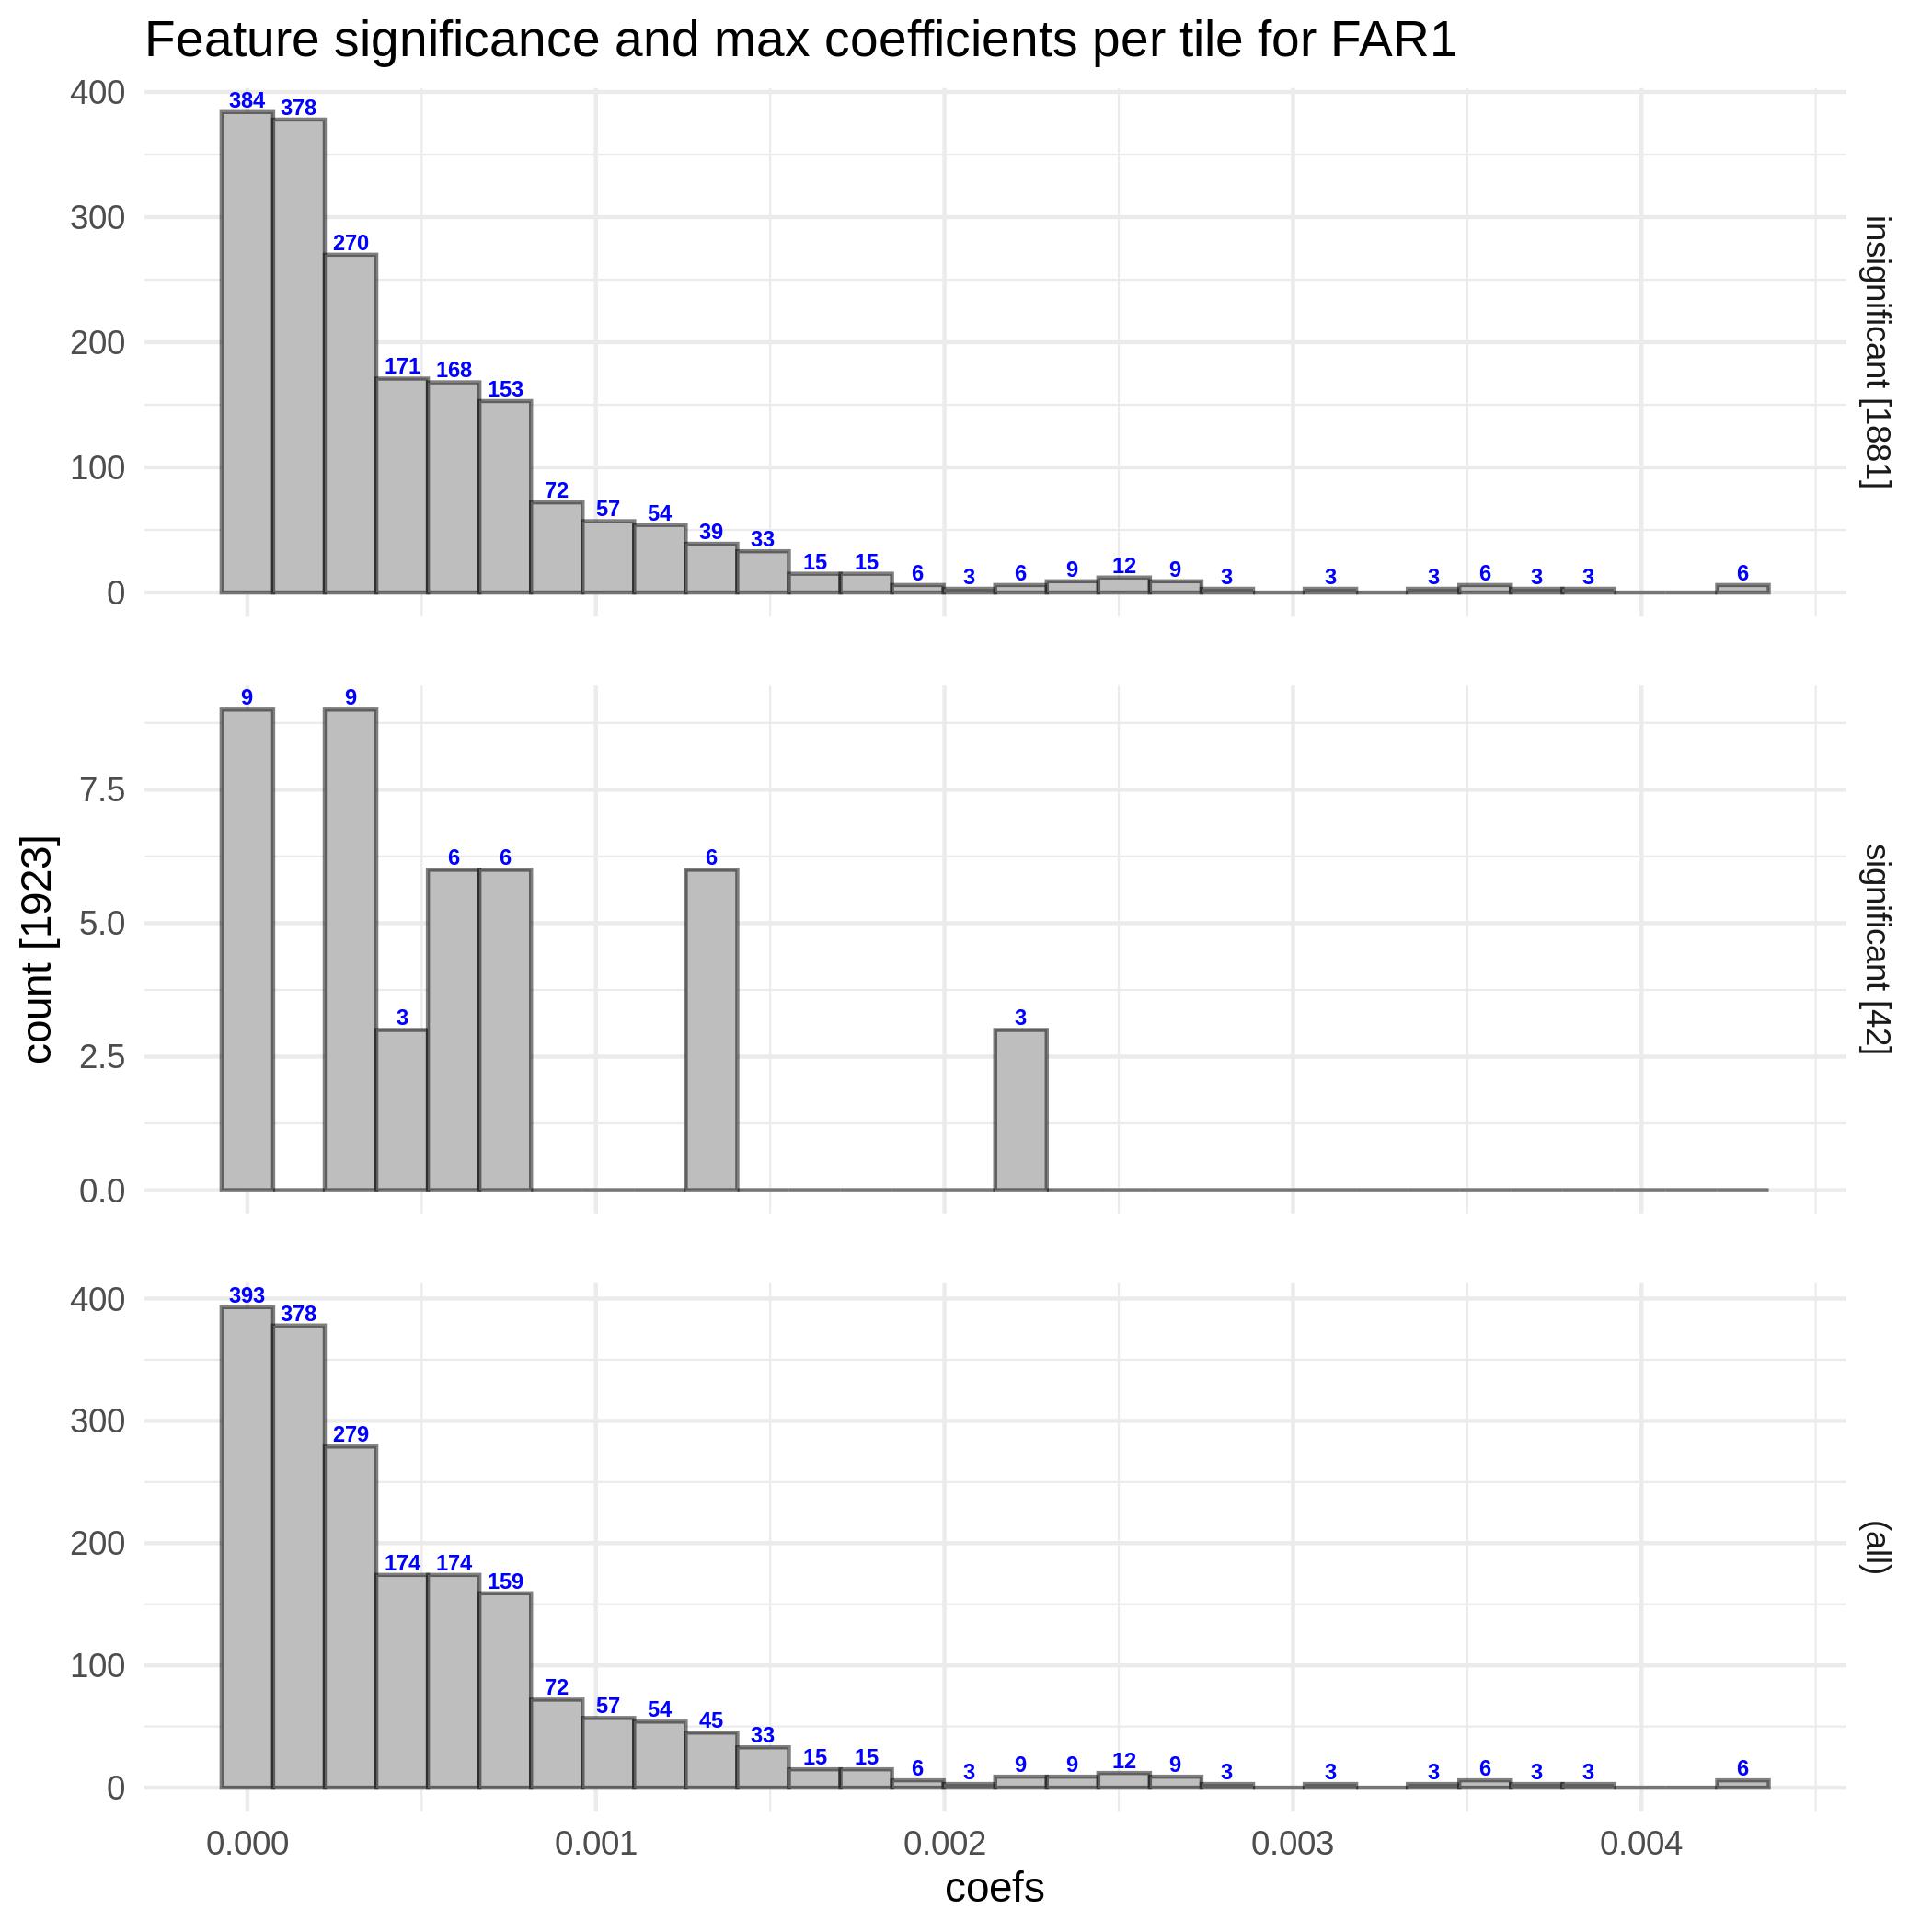 Feature significance and max coefficients per tile for FAR1
400
300
200
100
0
384 378 270 171 168 153 72 57 54 39 33 15 15 6 3 6 9 12 9 3 3 3 6 3 3 6
insignificant [1881]
count [1923]
7.5
5.0
2.5
0.0
9 9 3 6 6 6 3
significant [42]
400
300
200
100
0
393 378 279 174 174 159 72 57 54 45 33 15 15 6 3 9 9 12 9 3 3 3 6 3 3 6
(all)
0.000 0.001 0.002 0.003 0.004
coefs